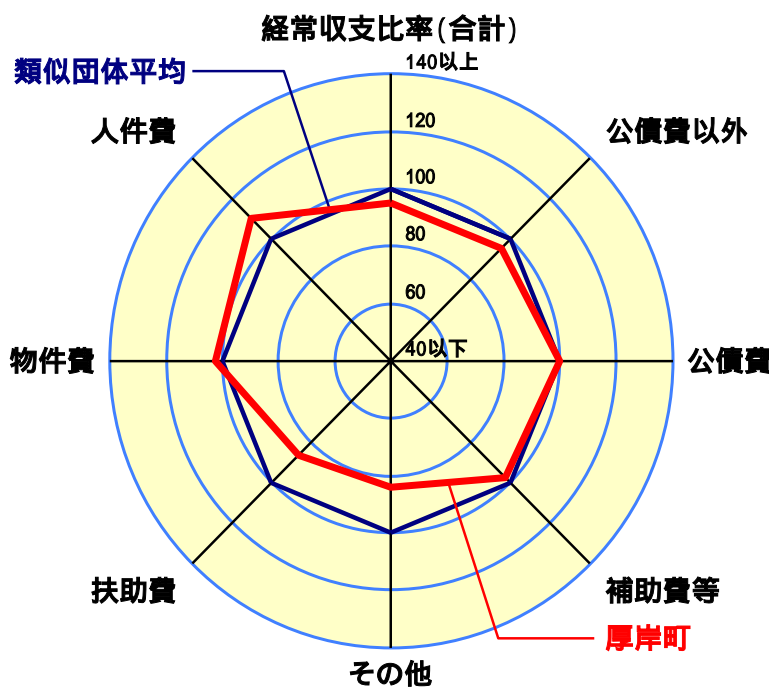 経常収支比率(合計)
140以上
類似団体平均
120
人件費
公債費以外
100
80
60
40以下
物件費
公債費
扶助費
補助費等
厚岸町
その他